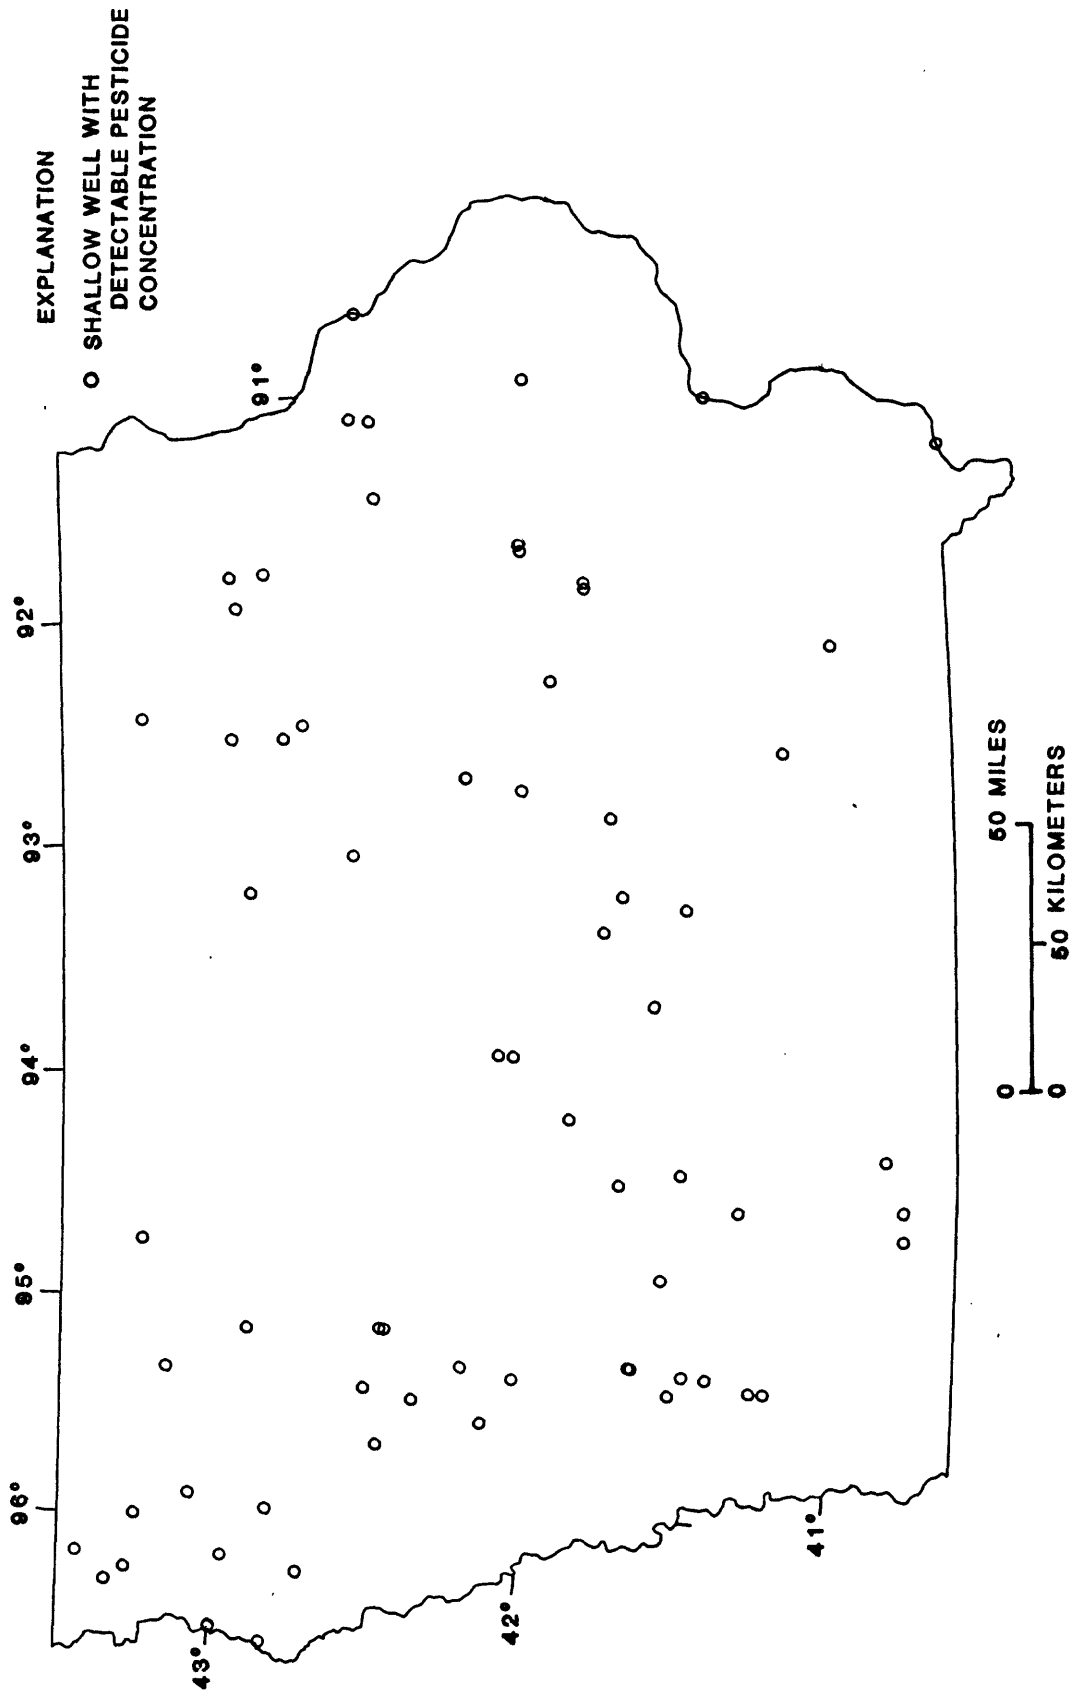 EXPLANATION
O SHALLOW WELL WITH
DETECTABLE PESTICIDE
CONCENTRATION
96°
95°
94°
93°
92°
91°
43°
42°
41°
0 50 MILES
0 50 KILOMETERS